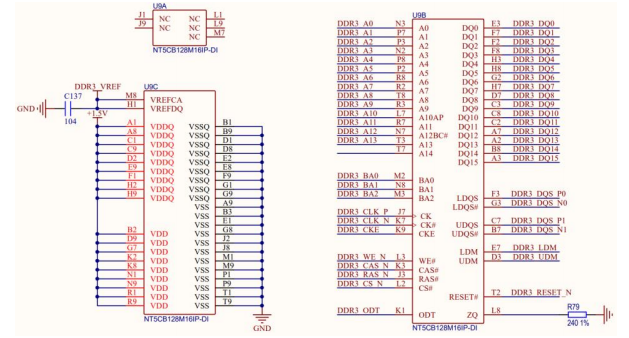 U9A
J1 NC NC L1
J9 NC NC L9
NC M7
NT5CB128M16IP-DI
DDR3_VREF
U9C
C137
GND
104
+1.5V
M8 VREFCA
H1 VREFDQ
A1 VDDQ VSSQ B1
A8 VDDQ VSSQ B9
C1 VDDQ VSSQ D1
C9 VDDQ VSSQ D8
D2 VDDQ VSSQ E2
E9 VDDQ VSSQ E8
F1 VDDQ VSSQ F9
H2 VDDQ VSSQ G1
H9 VDDQ VSSQ G9
VSS A9
VSS B3
VSS E1
B2 VDD VSS G8
D9 VDD VSS J2
G7 VDD VSS J8
K2 VDD VSS M1
K8 VDD VSS M9
N1 VDD VSS P1
N9 VDD VSS P9
R1 VDD VSS T1
R9 VDD VSS T9
NT5CB128M16IP-DI
GND
U9B
DDR3_A0 N3 A0 DQ0 E3 DDR3_DQ0
DDR3_A1 P7 A1 DQ1 F7 DDR3_DQ1
DDR3_A2 P3 A2 DQ2 F2 DDR3_DQ2
DDR3_A3 N2 A3 DQ3 F8 DDR3_DQ3
DDR3_A4 P8 A4 DQ4 H3 DDR3_DQ4
DDR3_A5 P2 A5 DQ5 H8 DDR3_DQ5
DDR3_A6 R8 A6 DQ6 G2 DDR3_DQ6
DDR3_A7 R2 A7 DQ7 H7 DDR3_DQ7
DDR3_A8 T8 A8 DQ8 D7 DDR3_DQ8
DDR3_A9 R3 A9 DQ9 C3 DDR3_DQ9
DDR3_A10 L7 A10AP DQ10 C8 DDR3_DQ10
DDR3_A11 R7 A11 DQ11 C2 DDR3_DQ11
DDR3_A12 N7 A12BC# DQ12 A7 DDR3_DQ12
DDR3_A13 T3 A13 DQ13 A2 DDR3_DQ13
T7 A14 DQ14 B8 DDR3_DQ14
DQ15 A3 DDR3_DQ15
DDR3_BA0 M2 BA0
DDR3_BA1 N8 BA1
DDR3_BA2 M3 BA2
LDQS F3 DDR3_DQS_P0
LDQS# G3 DDR3_DQS_N0
DDR3_CLK_P J7 CK
DDR3_CLK_N K7 CK#
DDR3_CKE K9 CKE
UDQS C7 DDR3_DQS_P1
UDQS# B7 DDR3_DQS_N1
LDM E7 DDR3_LDM
UDM D3 DDR3_UDM
DDR3_WE_N L3 WE#
DDR3_CAS_N K3 CAS#
DDR3_RAS_N J3 RAS#
DDR3_CS_N L2 CS#
RESET# T2 DDR3_RESET_N
DDR3_ODT K1 ODT
ZQ L8
R79
240 1%
NT5CB128M16IP-DI